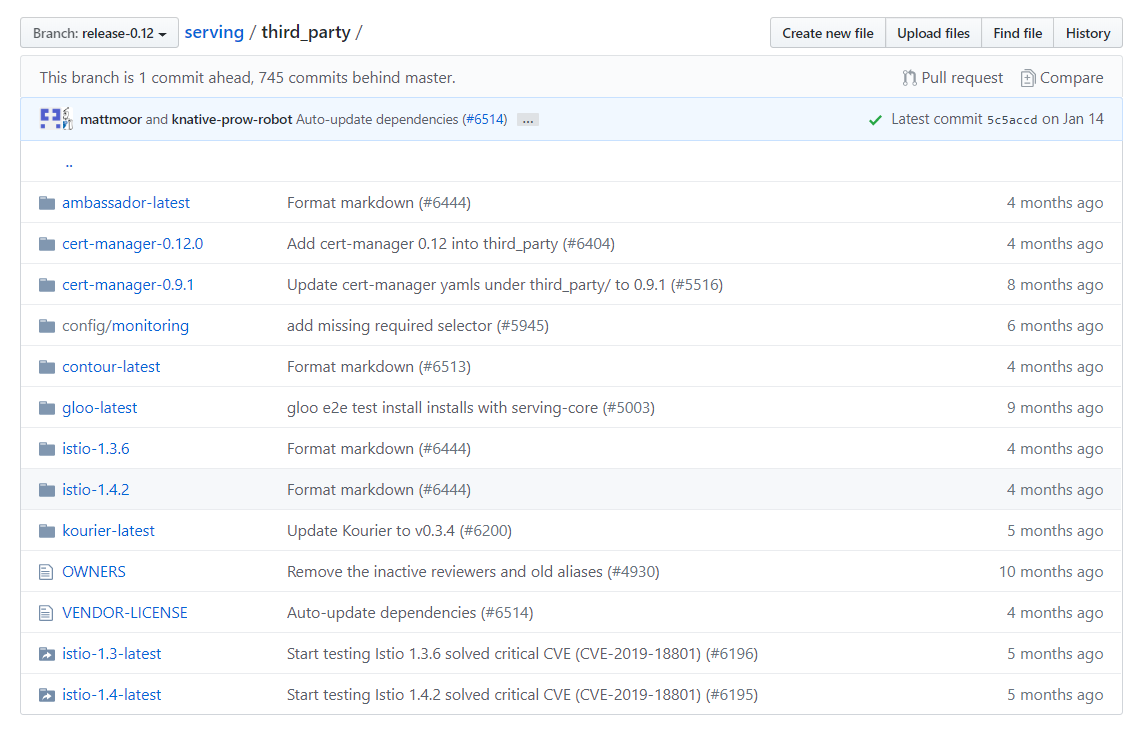 Branch: release-0.12 serving / third_party / Create new file Upload files Find file History
This branch is 1 commit ahead, 745 commits behind master. Pull request Compare
mattmoor and knative-prow-robot Auto-update dependencies (#6514) ... Latest commit 5c5accd on Jan 14
..
ambassador-latest Format markdown (#6444) 4 months ago
cert-manager-0.12.0 Add cert-manager 0.12 into third_party (#6404) 4 months ago
cert-manager-0.9.1 Update cert-manager yamls under third_party/ to 0.9.1 (#5516) 8 months ago
config/monitoring add missing required selector (#5945) 6 months ago
contour-latest Format markdown (#6513) 4 months ago
gloo-latest gloo e2e test install installs with serving-core (#5003) 9 months ago
istio-1.3.6 Format markdown (#6444) 4 months ago
istio-1.4.2 Format markdown (#6444) 4 months ago
kourier-latest Update Kourier to v0.3.4 (#6200) 5 months ago
OWNERS Remove the inactive reviewers and old aliases (#4930) 10 months ago
VENDOR-LICENSE Auto-update dependencies (#6514) 4 months ago
istio-1.3-latest Start testing Istio 1.3.6 solved critical CVE (CVE-2019-18801) (#6196) 5 months ago
istio-1.4-latest Start testing Istio 1.4.2 solved critical CVE (CVE-2019-18801) (#6195) 5 months ago